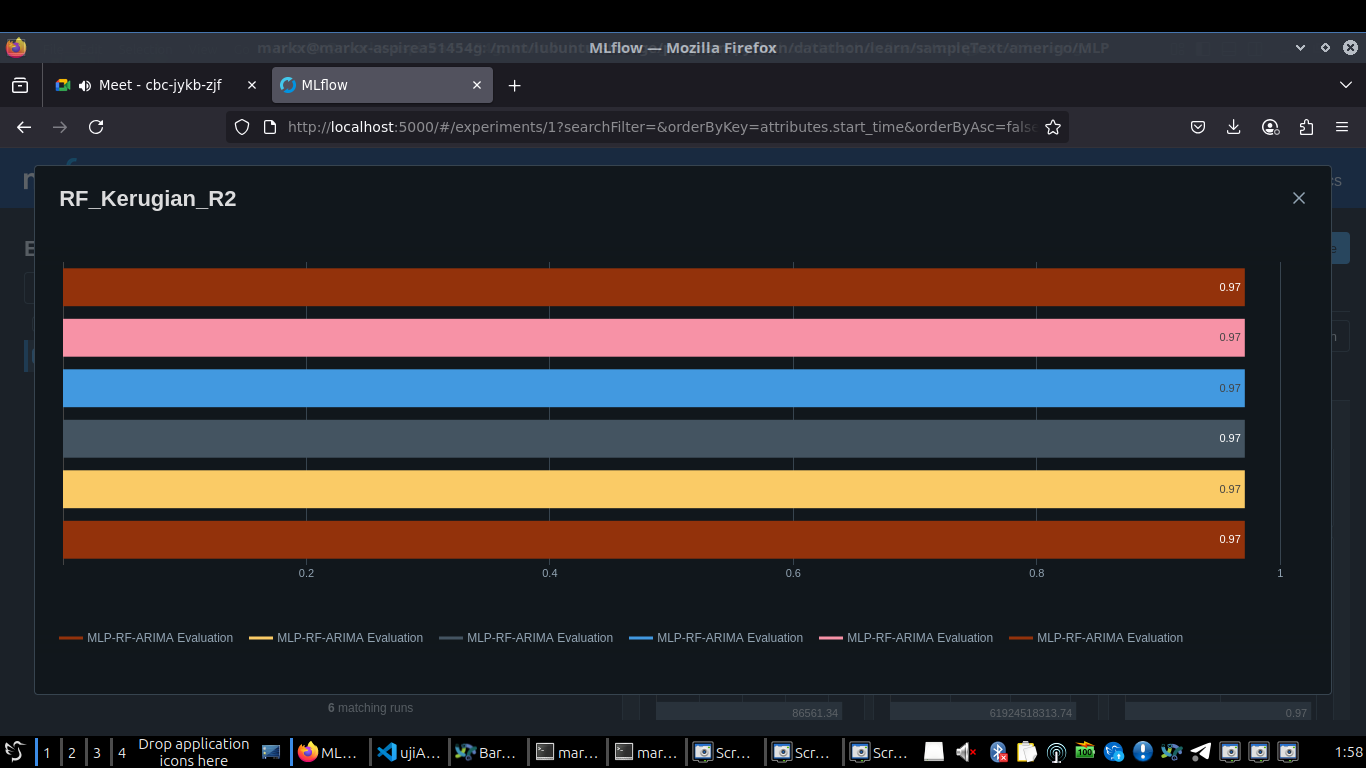 markx@markx-aspirea51454g: /mnt/lubunt
MLflow — Mozilla Firefox
n/datathon/learn/sampleText/amerigo/MLP
Meet - cbc-jykb-zjf
MLflow
http://localhost:5000/#/experiments/1?searchFilter=&orderByKey=attributes.start_time&orderByAsc=false
RF_Kerugian_R2
0.97
0.97
0.97
0.97
0.97
0.97
0.2 0.4 0.6 0.8 1
MLP-RF-ARIMA Evaluation MLP-RF-ARIMA Evaluation MLP-RF-ARIMA Evaluation MLP-RF-ARIMA Evaluation MLP-RF-ARIMA Evaluation MLP-RF-ARIMA Evaluation
6 matching runs
86561.34 61924518313.74 0.97
1 2 3 4 Drop application icons here ML... ujiA... Bar... mar... mar... Scr... Scr... Scr... 100 1:58